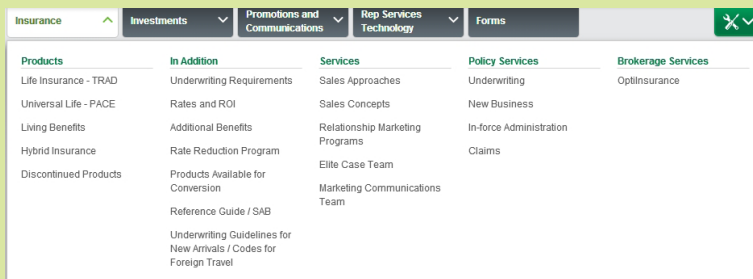 Insurance
Investments
Promotions and
Communications
Rep Services
Technology
Forms
Products
Life Insurance - TRAD
Universal Life - PACE
Living Benefits
Hybrid Insurance
Discontinued Products
In Addition
Underwriting Requirements
Rates and ROI
Additional Benefits
Rate Reduction Program
Products Available for
Conversion
Reference Guide / SAB
Underwriting Guidelines for
New Arrivals / Codes for
Foreign Travel
Services
Sales Approaches
Sales Concepts
Relationship Marketing
Programs
Elite Case Team
Marketing Communications
Team
Policy Services
Underwriting
New Business
In-force Administration
Claims
Brokerage Services
OptiInsurance